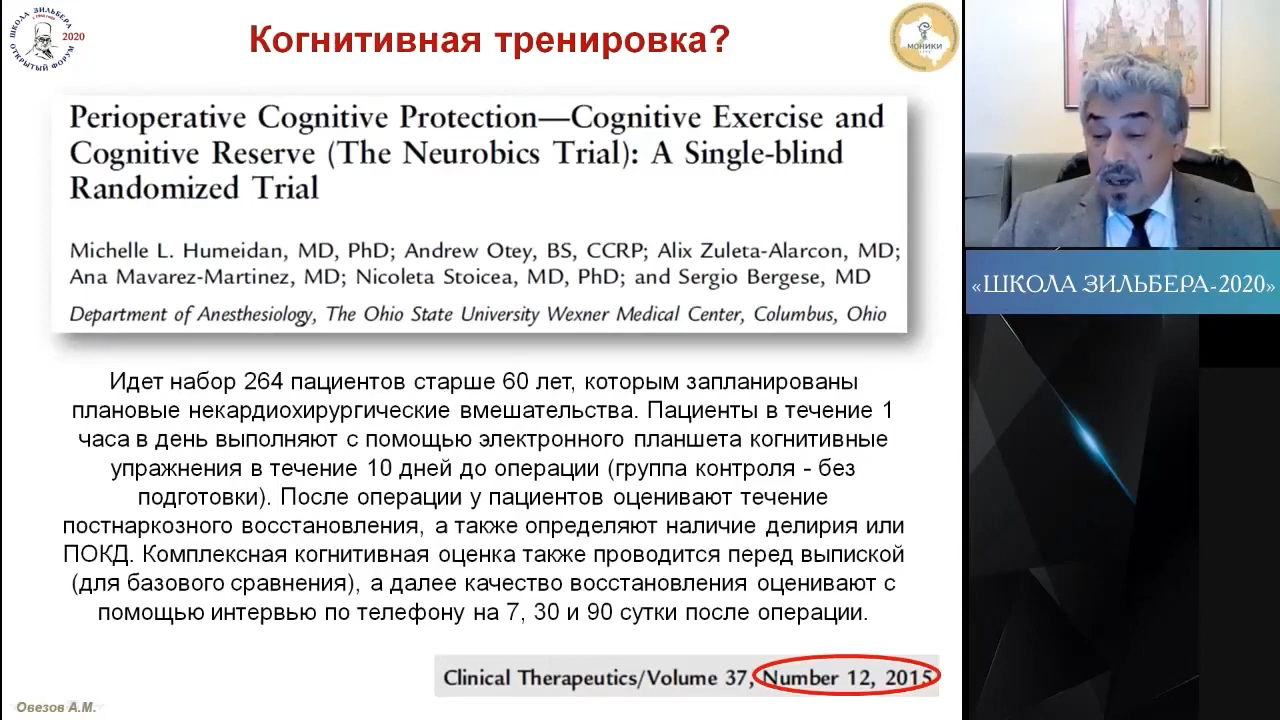 ШКОЛА ЗИЛЬБЕРА
2020
ОТКРЫТЫЙ ФОРУМ
Когнитивная тренировка?
МОНИКИ
Perioperative Cognitive Protection—Cognitive Exercise and
Cognitive Reserve (The Neurobics Trial): A Single-blind
Randomized Trial
Michelle L. Humeidan, MD, PhD; Andrew Otey, BS, CCRP; Alix Zuleta-Alarcon, MD;
Ana Mavarez-Martinez, MD; Nicoleta Stoicea, MD, PhD; and Sergio Bergese, MD
Department of Anesthesiology, The Ohio State University Wexner Medical Center, Columbus, Ohio
Идет набор 264 пациентов старше 60 лет, которым запланированы
плановые некардиохирургические вмешательства. Пациенты в течение 1
часа в день выполняют с помощью электронного планшета когнитивные
упражнения в течение 10 дней до операции (группа контроля - без
подготовки). После операции у пациентов оценивают течение
постнаркозного восстановления, а также определяют наличие делирия или
ПОКД. Комплексная когнитивная оценка также проводится перед выпиской
(для базового сравнения), а далее качество восстановления оценивают с
помощью интервью по телефону на 7, 30 и 90 сутки после операции.
Clinical Therapeutics/Volume 37, Number 12, 2015
Овезов А.М.
«ШКОЛА ЗИЛЬБЕРА-2020»